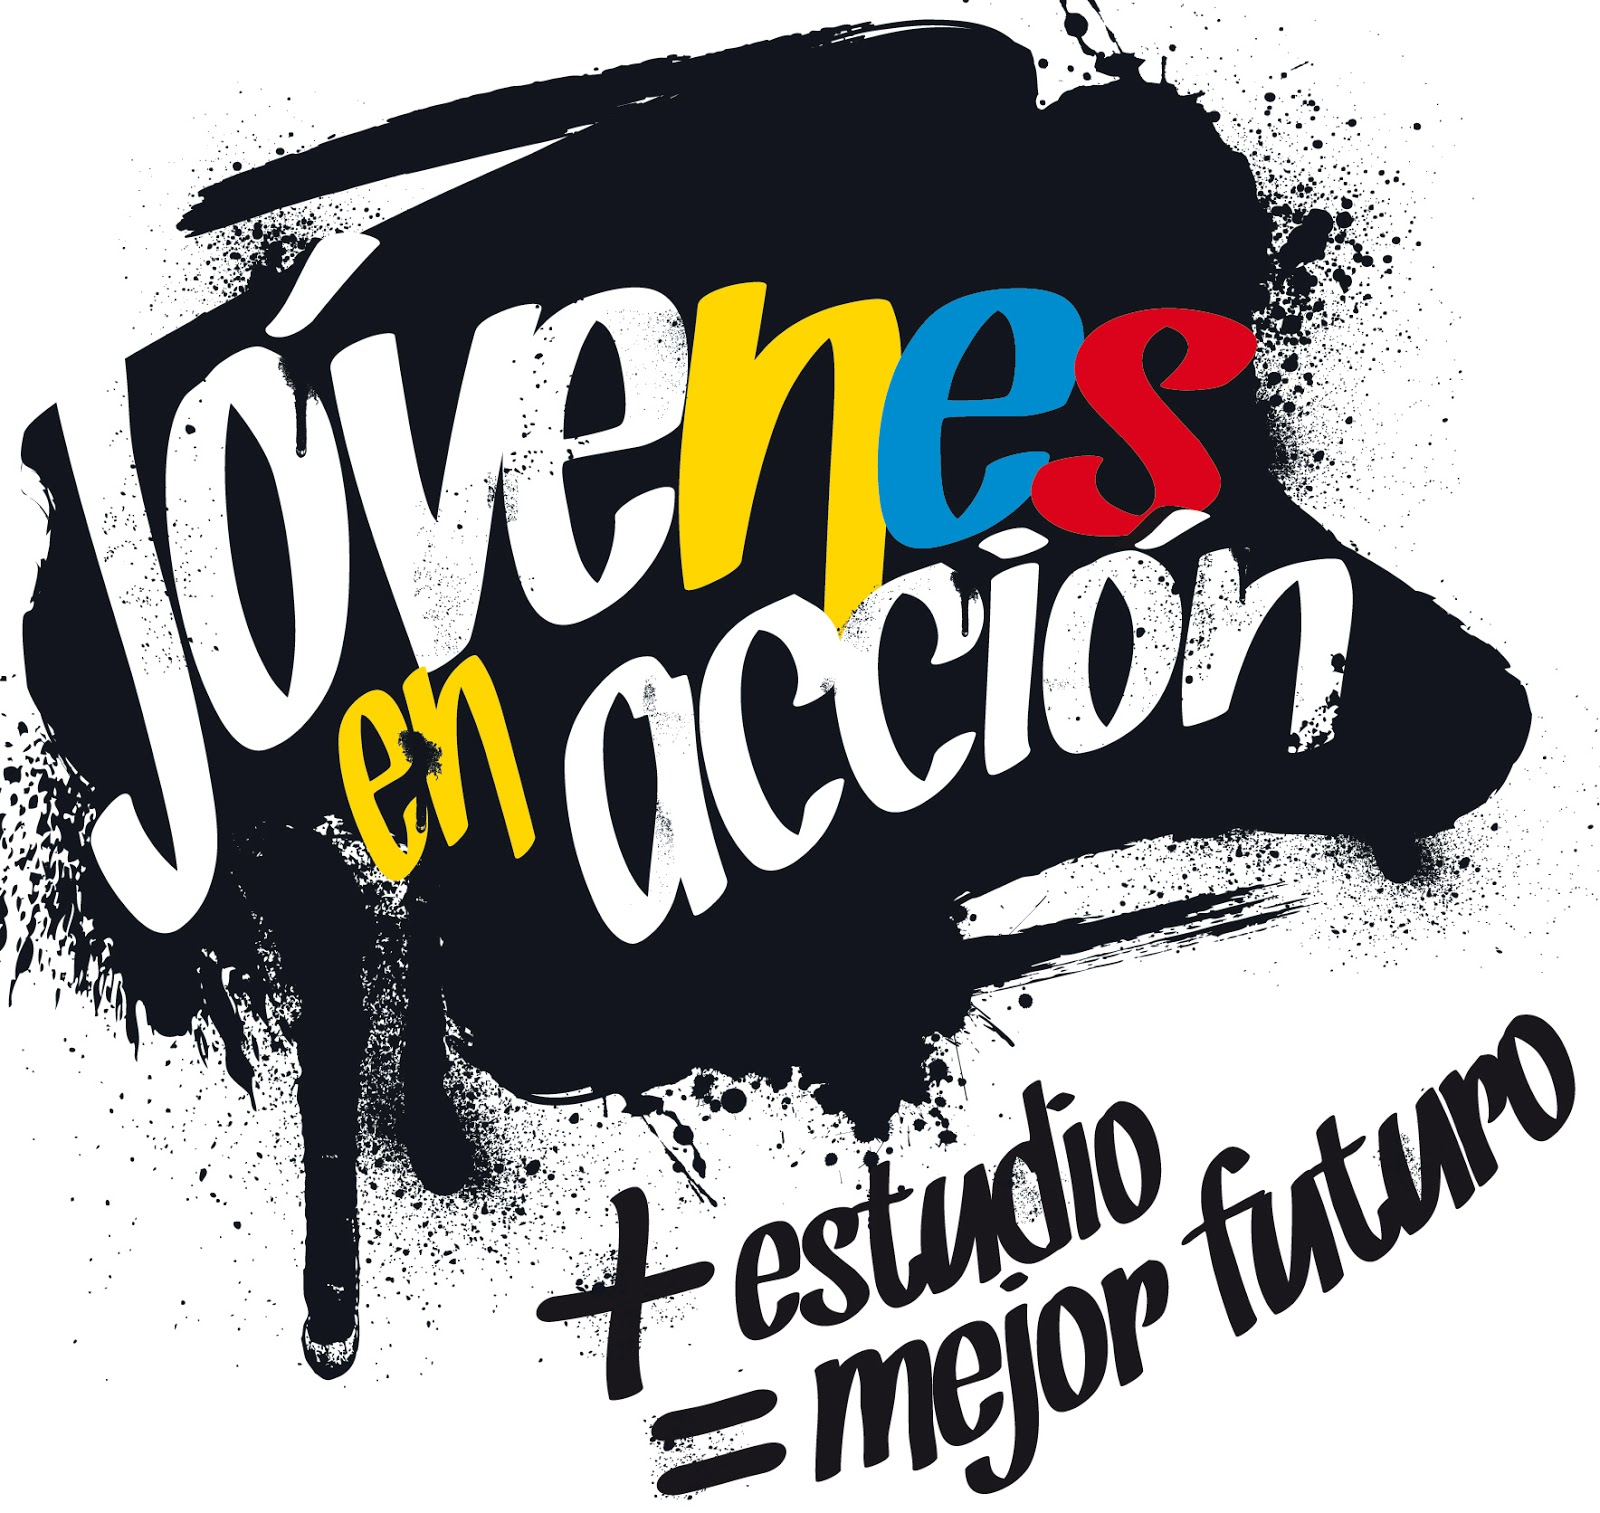 Jóvenes
en acción
+ estudio
= mejor futuro